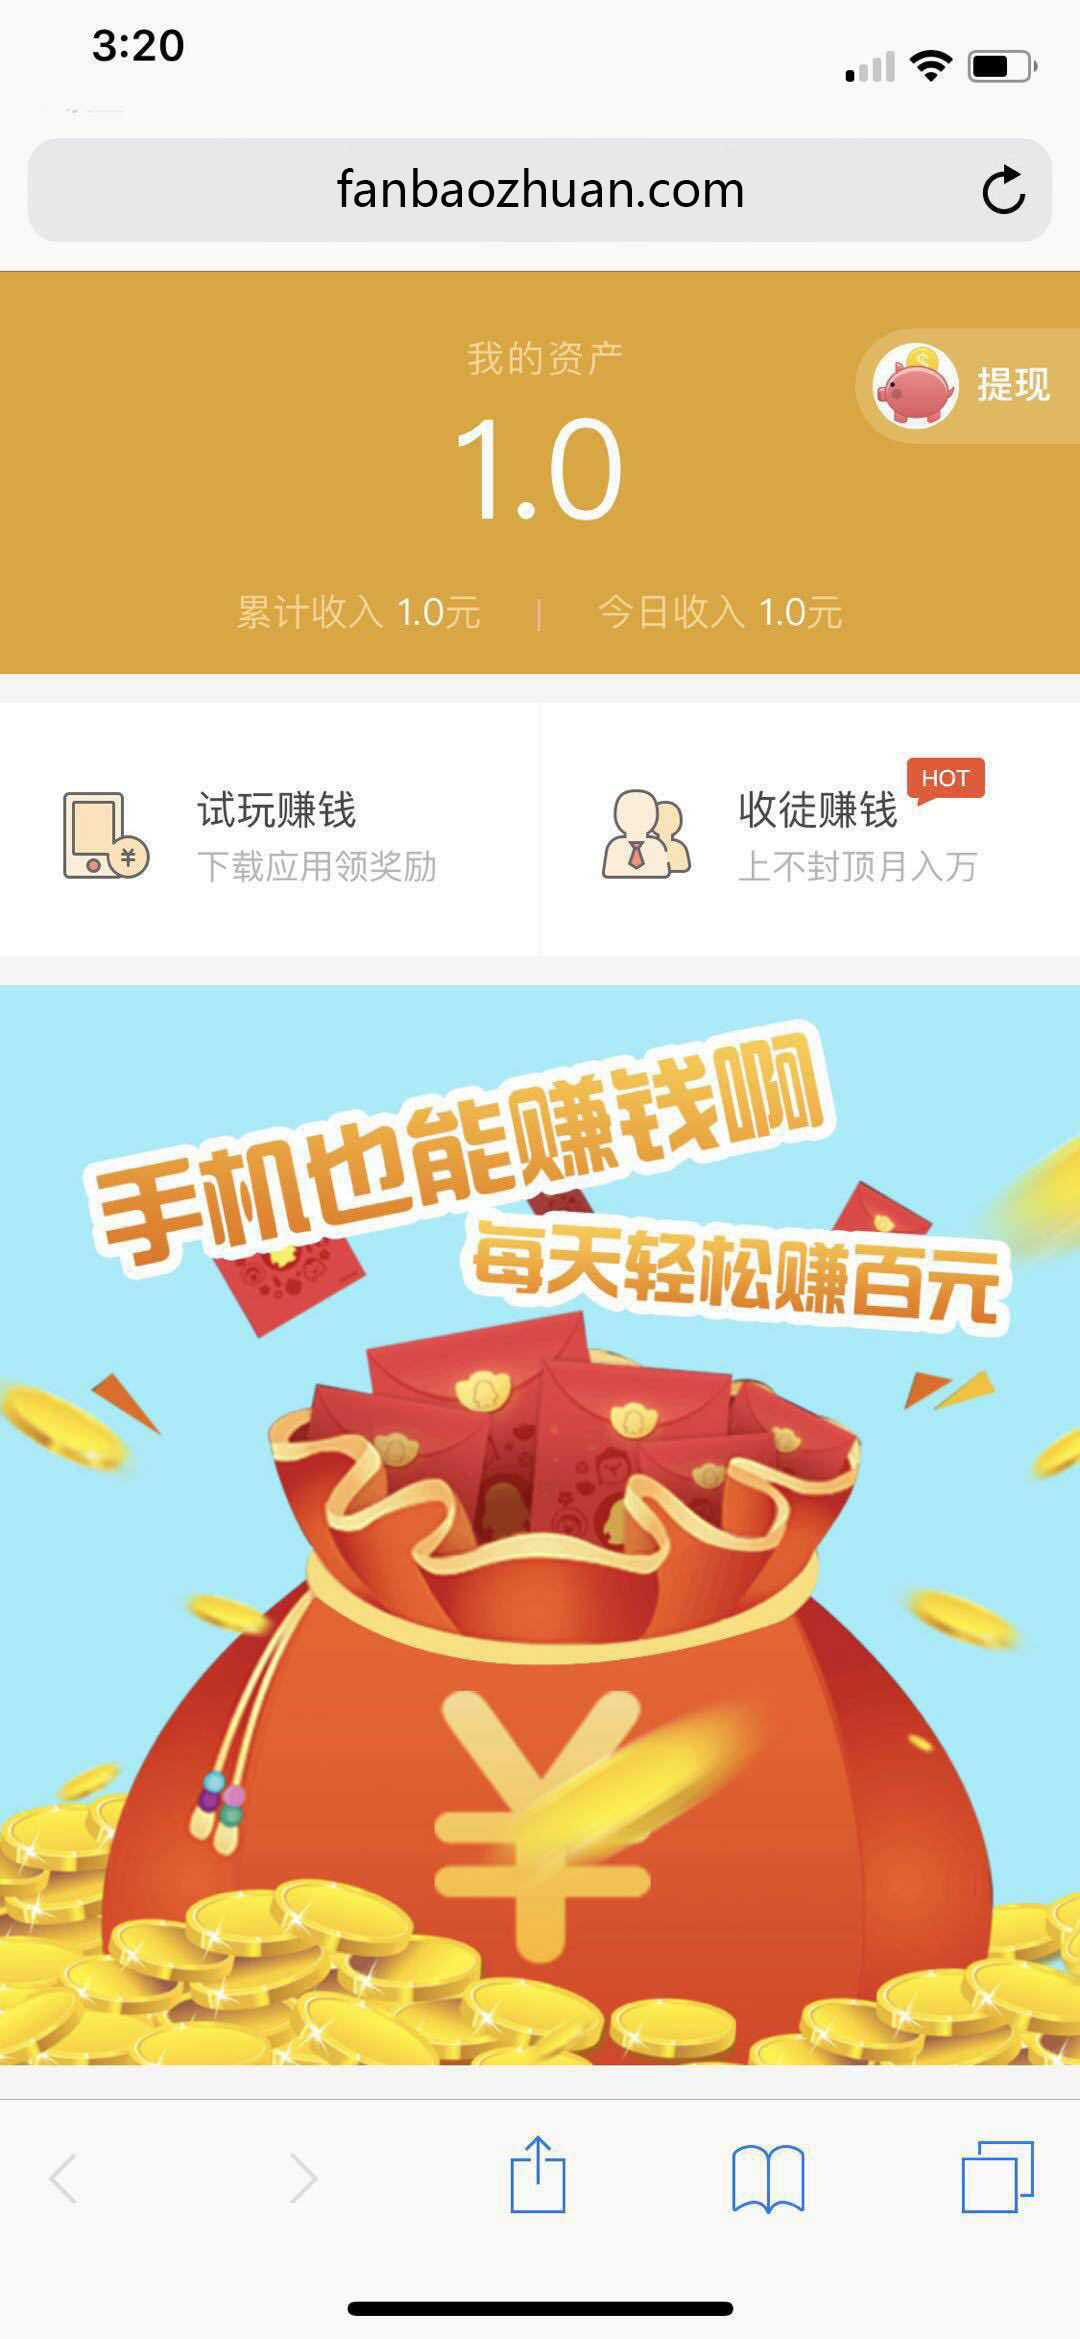 3:20
fanbaozhuan.com
我的资产
提现
1.0
累计收入 1.0元 | 今日收入 1.0元
试玩赚钱
下载应用领奖励
收徒赚钱 HOT
上不封顶月入万
手机也能赚钱啊
每天轻松赚百元
¥